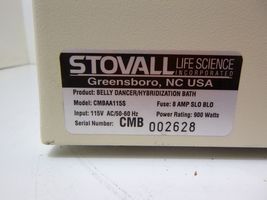 STOVALL LIFE SCIENCE
INCORPORATED
Greensboro, NC USA
Product: BELLY DANCER/HYBRIDIZATION BATH
Model: CMBAA115S Fuse: 8 AMP SLO BLO
Input: 115V AC/50-60 Hz Power Rating: 900 Watts
Serial Number: CMB 002628